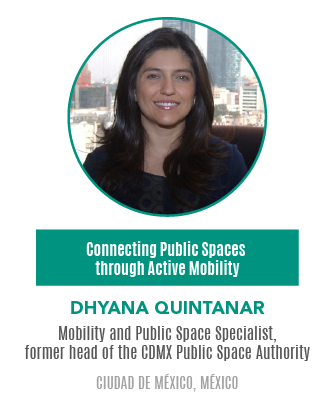 Connecting Public Spaces
through Active Mobility
DHYANA QUINTANAR
Mobility and Public Space Specialist,
former head of the CDMX Public Space Authority
CIUDAD DE MÉXICO, MÉXICO